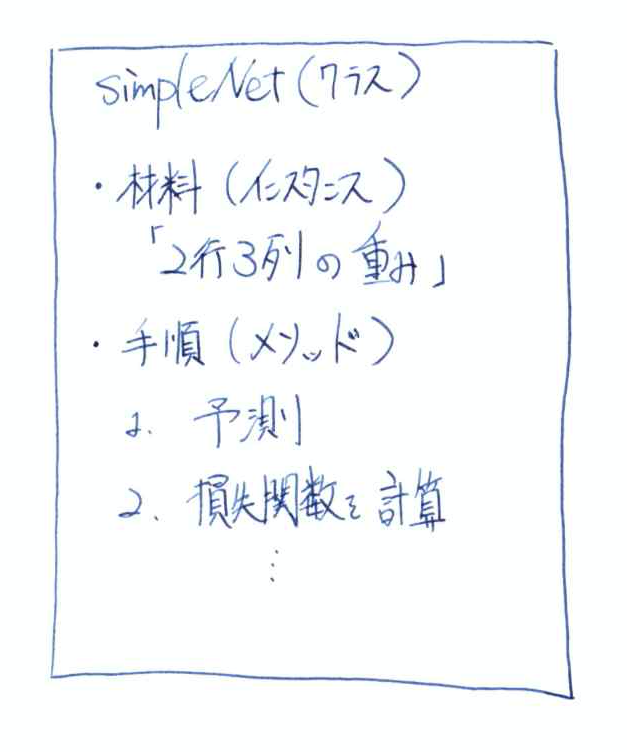 simpleNet(クラス)
・材料(インスタンス)
「2行3列の重み」
・手順(メソッド)
1. 予測
2. 損失関数を計算
⋮